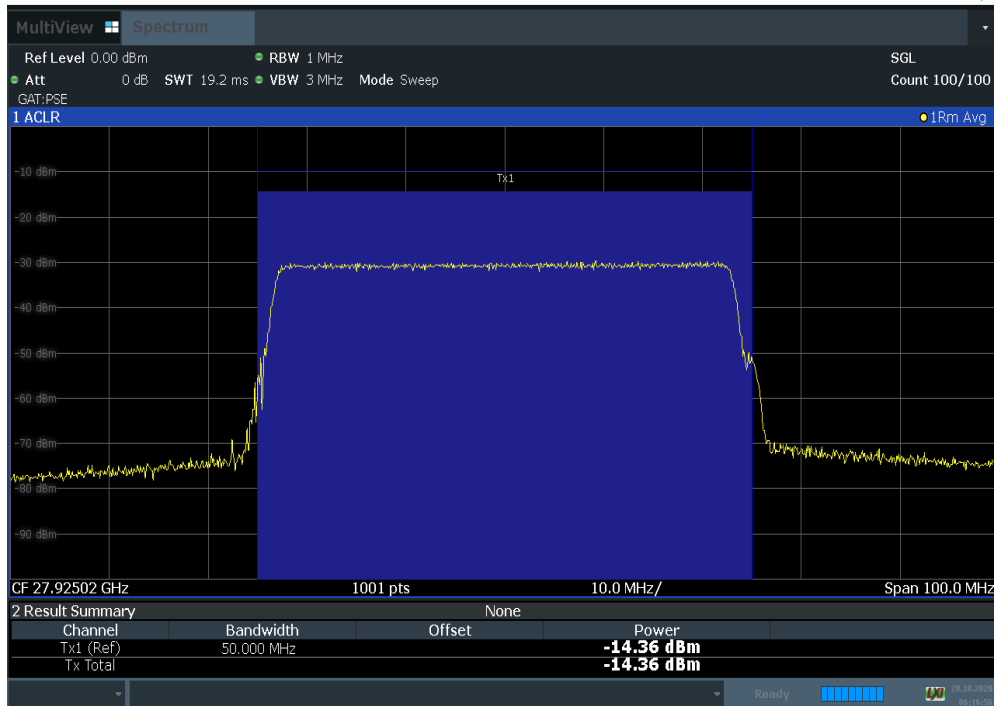 MultiView Spectrum
Ref Level 0.00 dBm RBW 1 MHz SGL
Att 0 dB SWT 19.2 ms VBW 3 MHz Mode Sweep Count 100/100
GAT:PSE
1 ACLR 1Rm Avg
-10 dBm
Tx1
-20 dBm
-30 dBm
-40 dBm
-50 dBm
-60 dBm
-70 dBm
-80 dBm
-90 dBm
CF 27.92502 GHz 1001 pts 10.0 MHz/ Span 100.0 MHz
2 Result Summary None
Channel Bandwidth Offset Power
Tx1 (Ref) 50.000 MHz -14.36 dBm
Tx Total -14.36 dBm
Ready LXI 28.10.2020
06:16:56